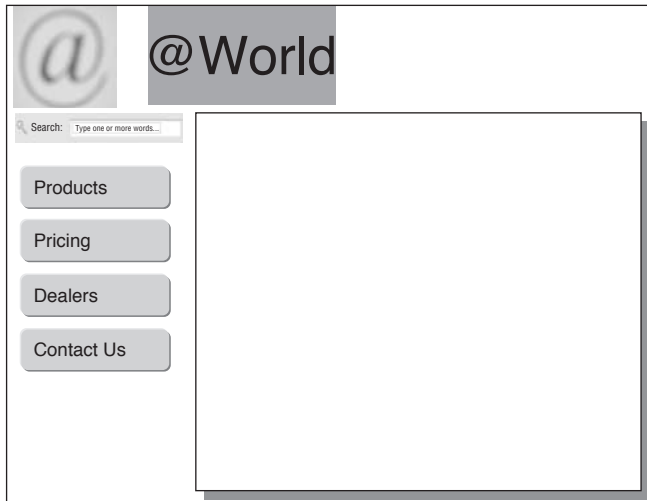 @
@World
Search: Type one or more words...
Products
Pricing
Dealers
Contact Us